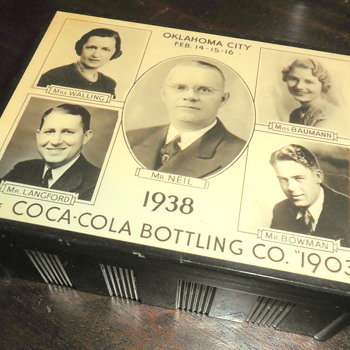 OKLAHOMA CITY
FEB. 14-15-16
MRS. WALLING
MISS BAUMANN
MR. NEIL
MR. LANGFORD
MR. BOWMAN
1938
COCA-COLA BOTTLING CO. "1903